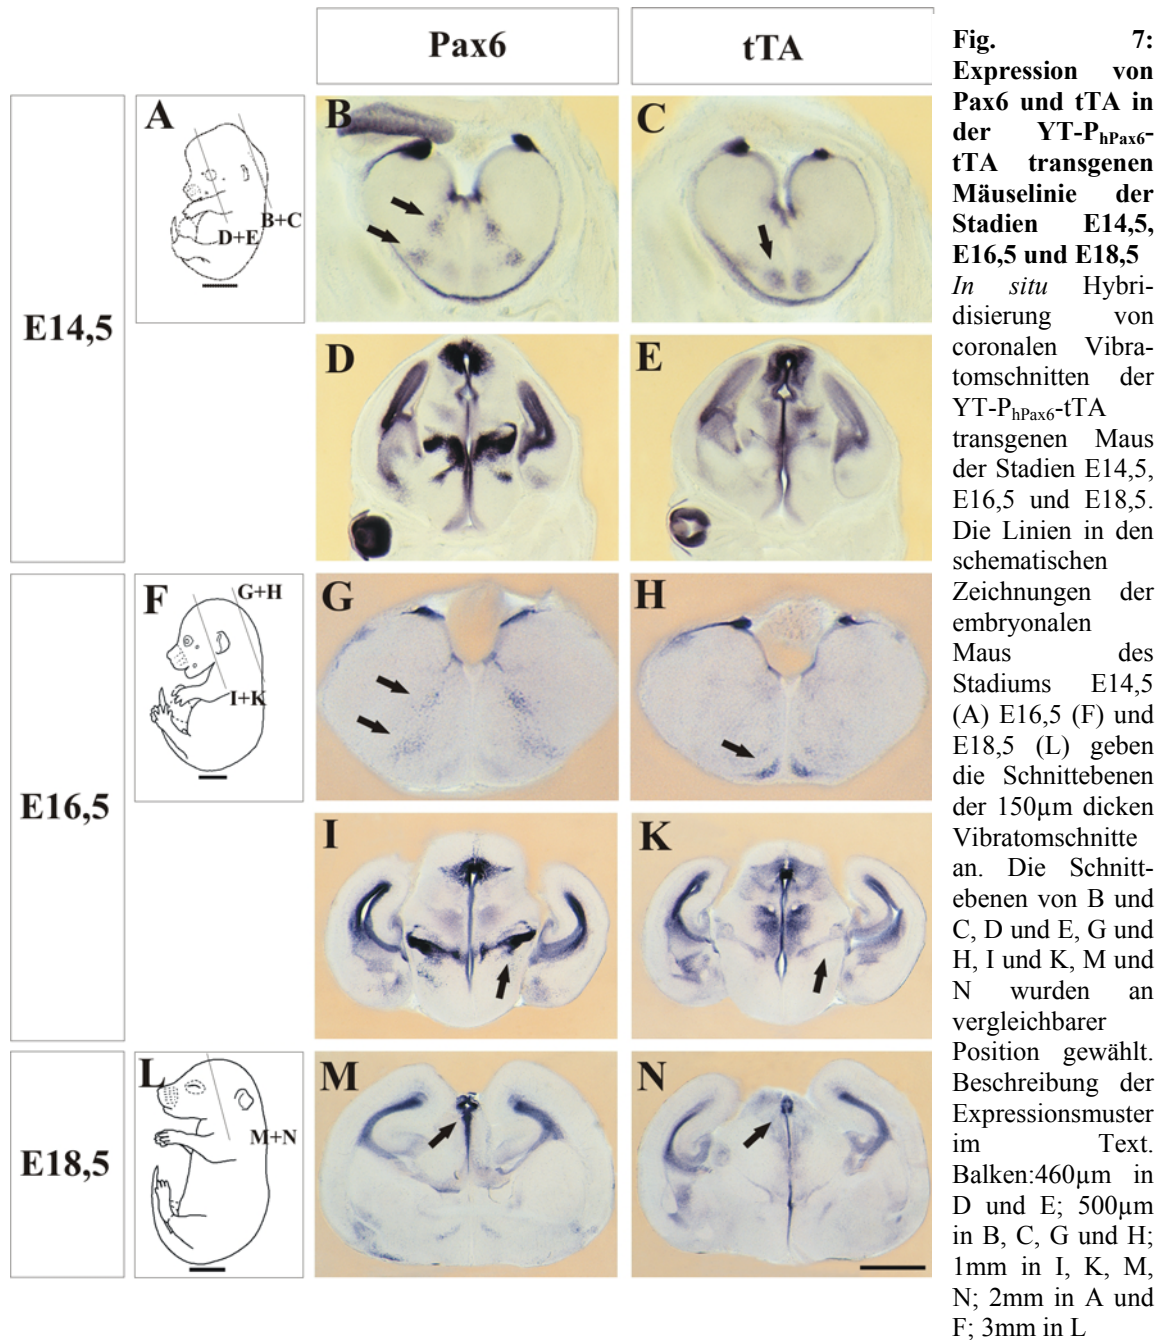 Pax6
tTA
A
B+C
D+E
B
C
E14,5
D
E
F
G+H
I+K
G
H
E16,5
I
K
L
M+N
M
N
E18,5
Fig. 7:
Expression von
Pax6 und tTA in
der YT-PhPax6-
tTA transgenen
Mäuselinie der
Stadien E14,5,
E16,5 und E18,5
In situ Hybri-
disierung von
coronalen Vibra-
tomschnitten der
YT-PhPax6-tTA
transgenen Maus
der Stadien E14,5,
E16,5 und E18,5.
Die Linien in den
schematischen
Zeichnungen der
embryonalen
Maus des
Stadiums E14,5
(A) E16,5 (F) und
E18,5 (L) geben
die Schnittebenen
der 150µm dicken
Vibratomschnitte
an. Die Schnitt-
ebenen von B und
C, D und E, G und
H, I und K, M und
N wurden an
vergleichbarer
Position gewählt.
Beschreibung der
Expressionsmuster
im Text.
Balken:460µm in
D und E; 500µm
in B, C, G und H;
1mm in I, K, M,
N; 2mm in A und
F; 3mm in L